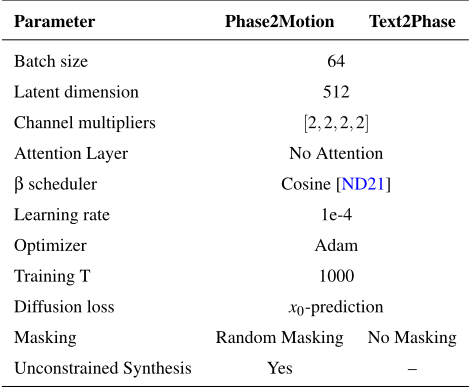 Parameter Phase2Motion Text2Phase
Batch size 64
Latent dimension 512
Channel multipliers [2,2,2,2]
Attention Layer No Attention
β scheduler Cosine [ND21]
Learning rate 1e-4
Optimizer Adam
Training T 1000
Diffusion loss x₀-prediction
Masking Random Masking No Masking
Unconstrained Synthesis Yes –